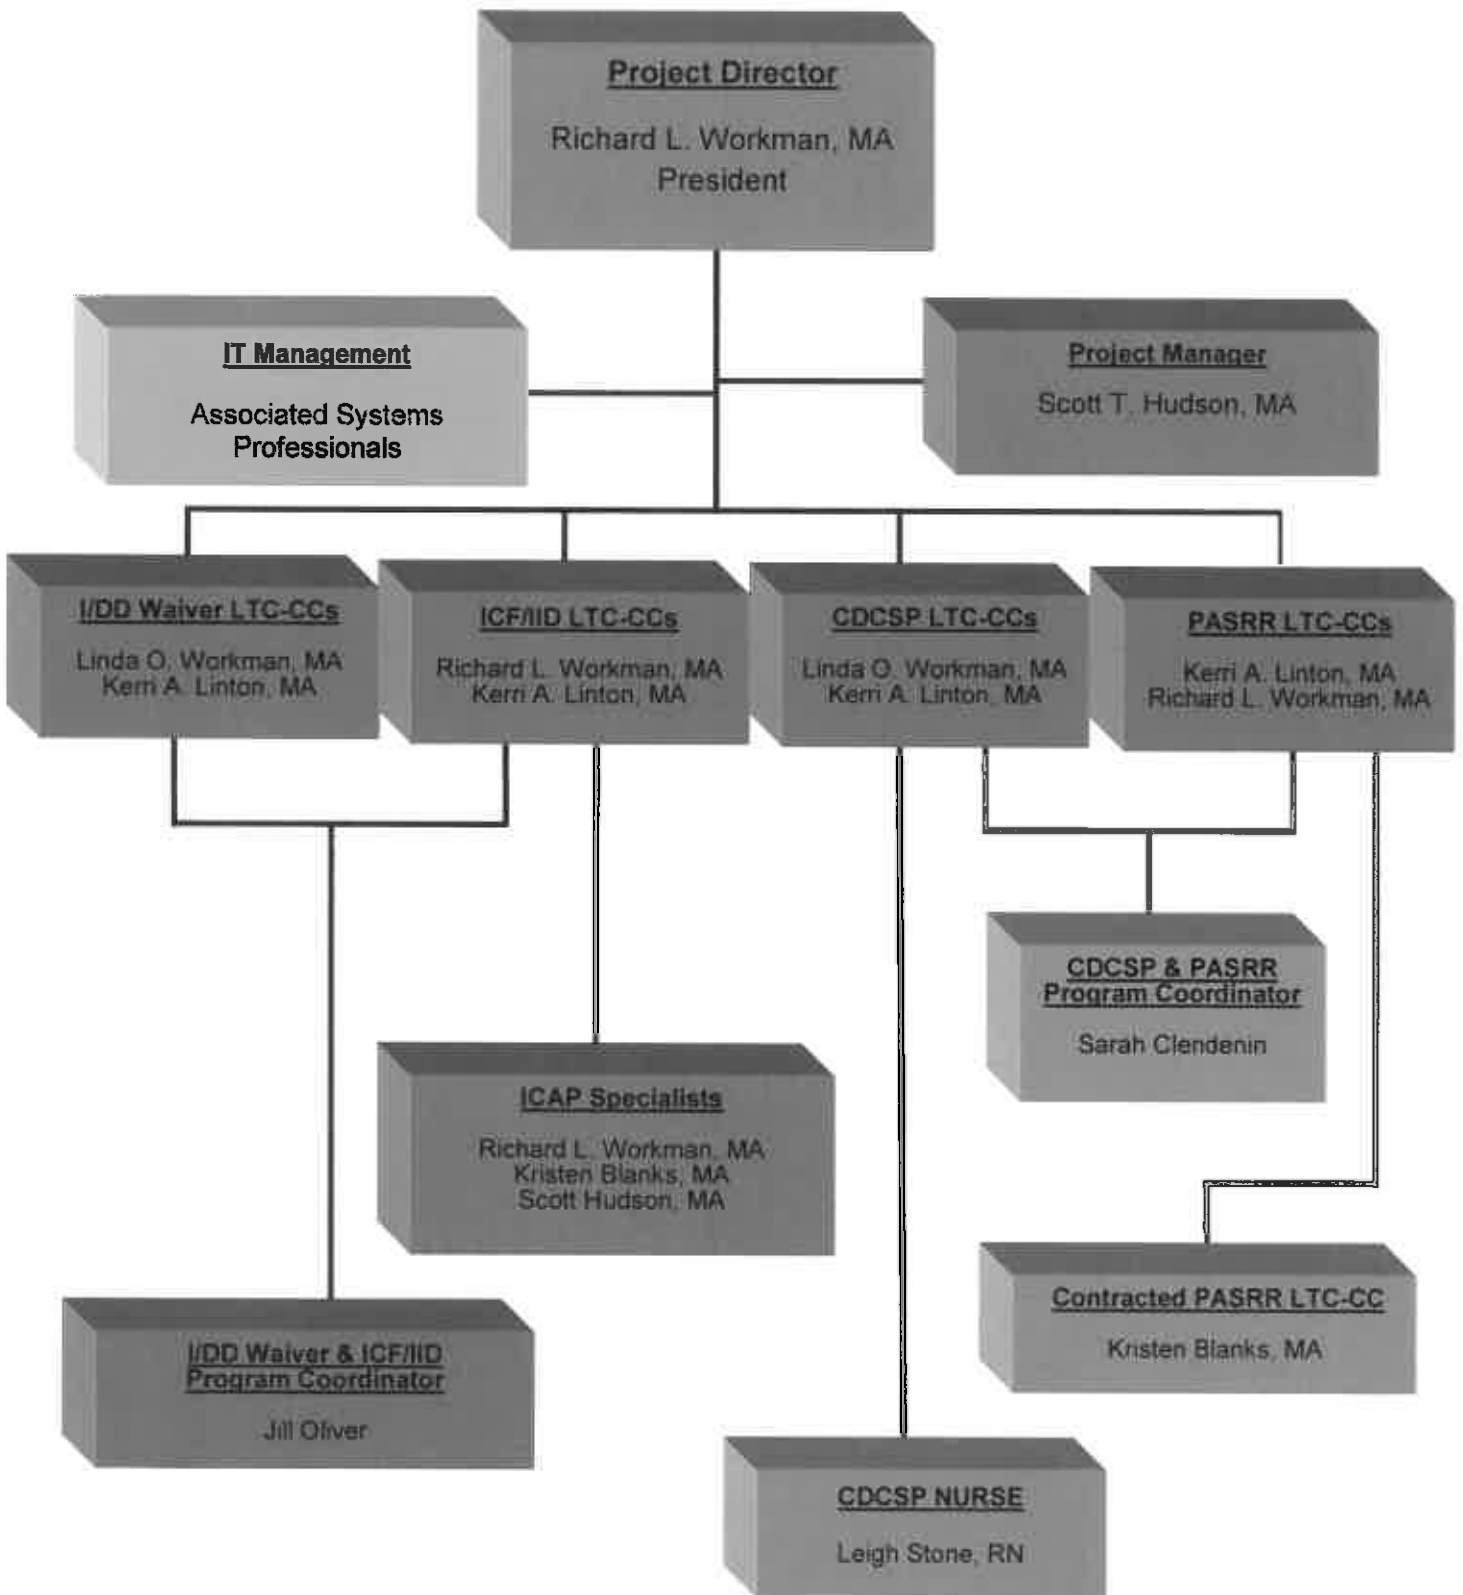 Project Director
Richard L. Workman, MA
President
IT Management
Associated Systems
Professionals
Project Manager
Scott T. Hudson, MA
I/DD Waiver LTC-CCs
Linda O. Workman, MA
Kerri A. Linton, MA
ICF/IID LTC-CCs
Richard L. Workman, MA
Kerri A. Linton, MA
CDCSP LTC-CCs
Linda O. Workman, MA
Kerri A. Linton, MA
PASRR LTC-CCs
Kerri A. Linton, MA
Richard L. Workman, MA
CDCSP & PASRR
Program Coordinator
Sarah Clendenin
ICAP Specialists
Richard L. Workman, MA
Kristen Blanks, MA
Scott Hudson, MA
Contracted PASRR LTC-CC
Kristen Blanks, MA
I/DD Waiver & ICF/IID
Program Coordinator
Jill Oliver
CDCSP NURSE
Leigh Stone, RN